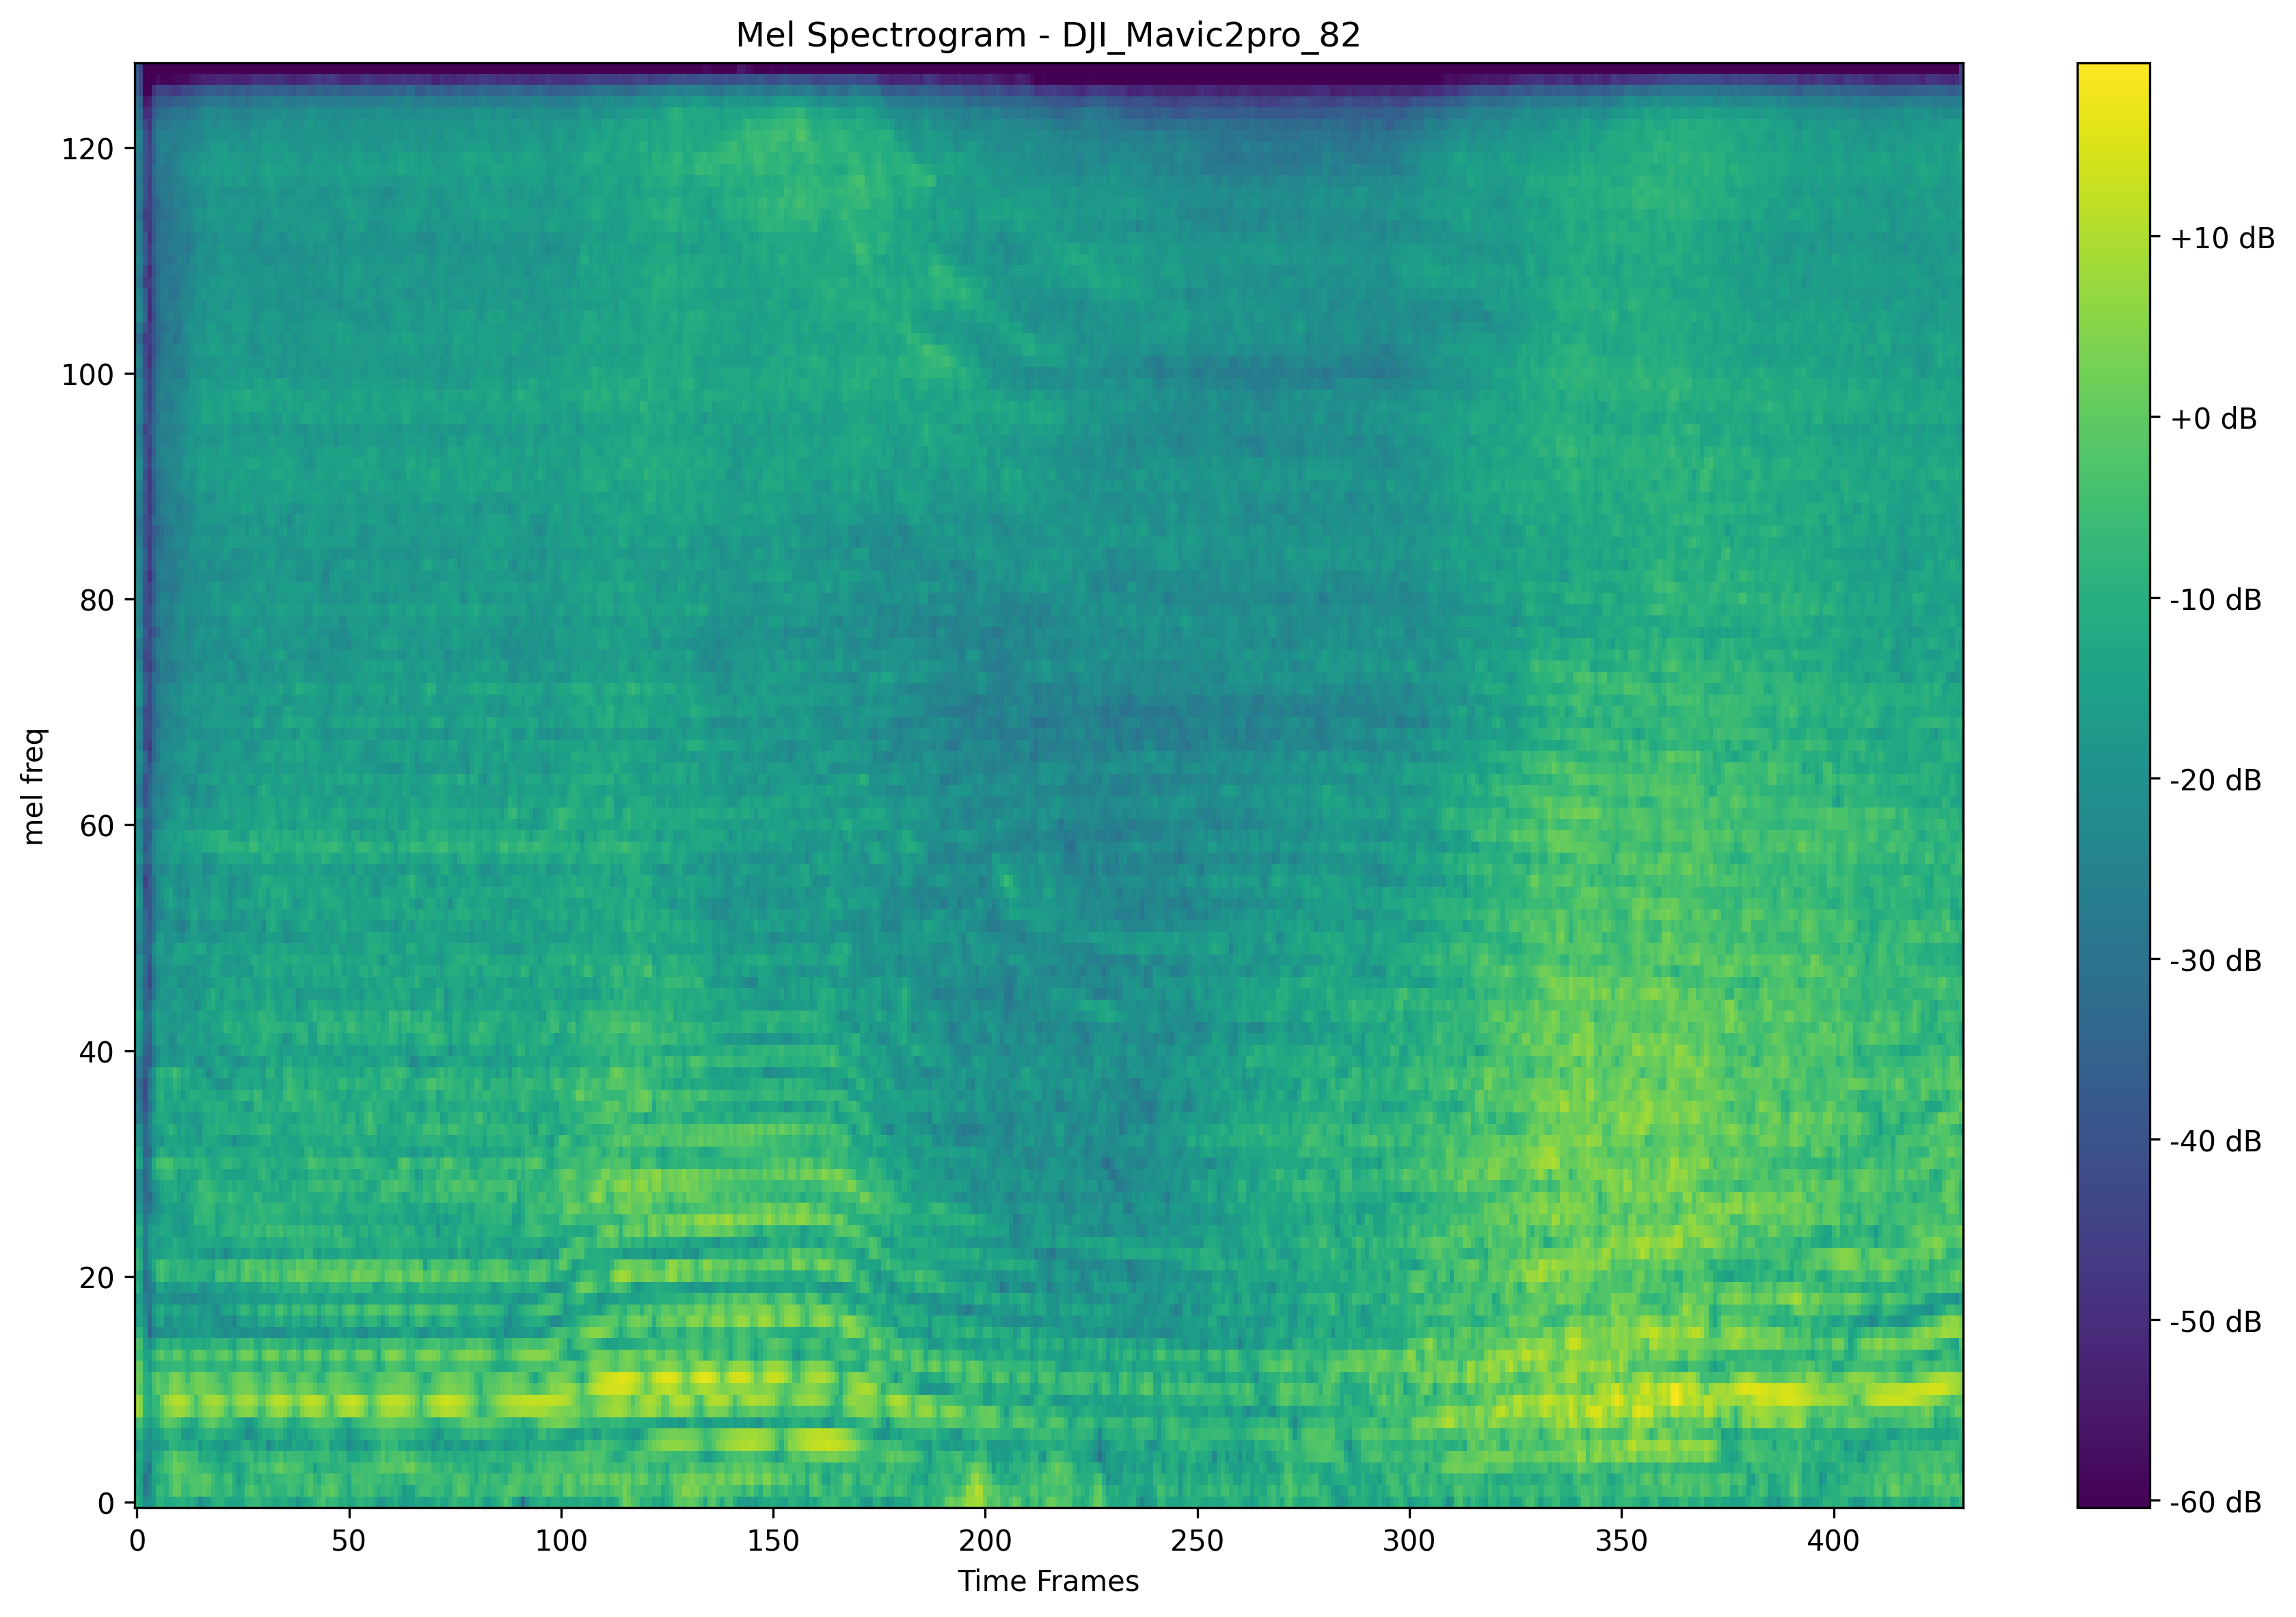 Mel Spectrogram - DJI_Mavic2pro_82
120
100
80
60
40
20
0
mel freq
0 50 100 150 200 250 300 350 400
Time Frames
+10 dB
+0 dB
-10 dB
-20 dB
-30 dB
-40 dB
-50 dB
-60 dB